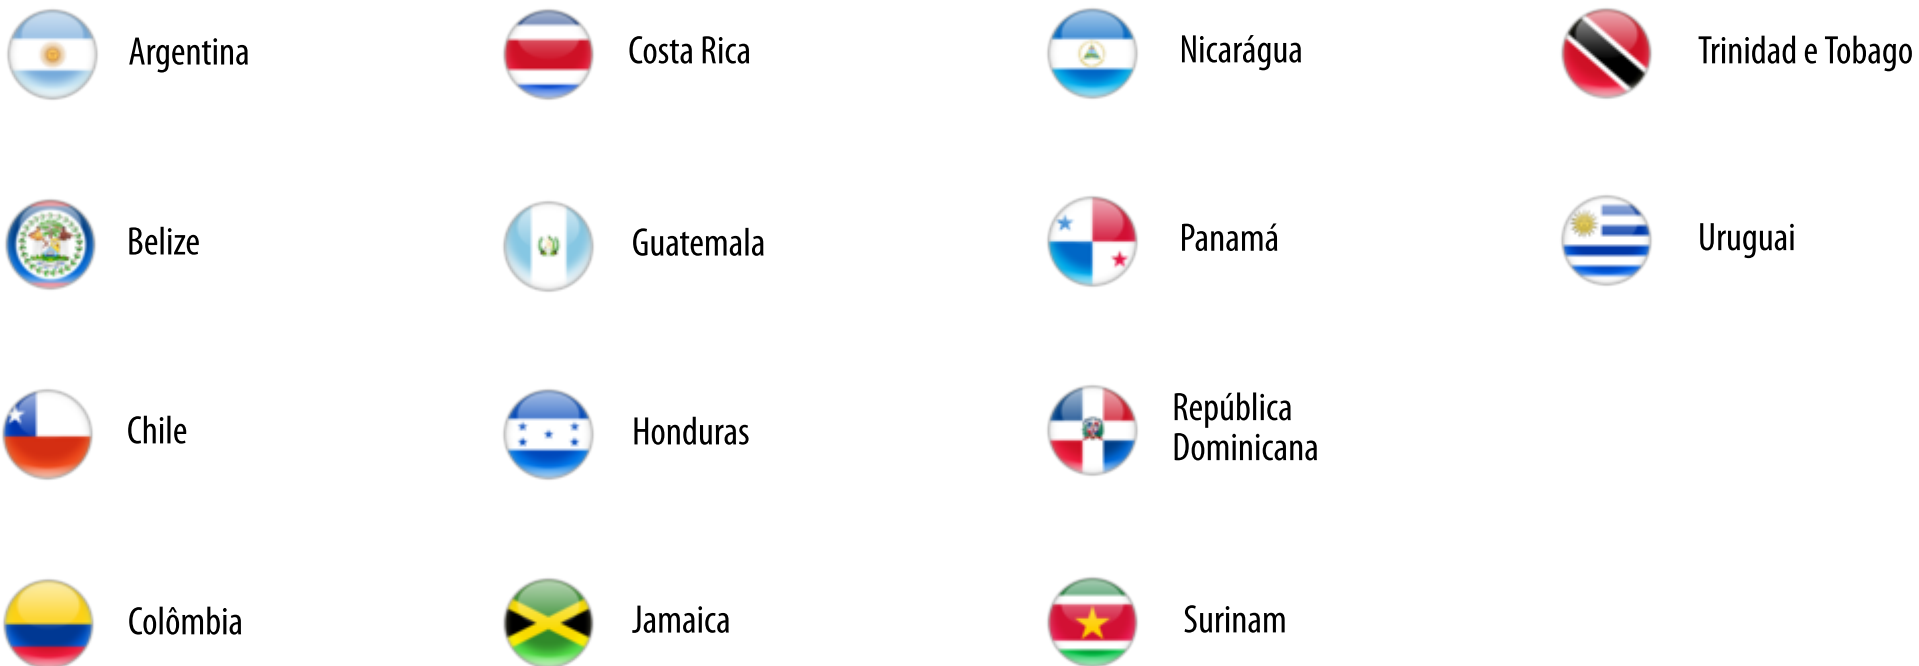 Argentina
Belize
Chile
Colômbia
Costa Rica
Guatemala
Honduras
Jamaica
Nicarágua
Panamá
República
Dominicana
Surinam
Trinidad e Tobago
Uruguai